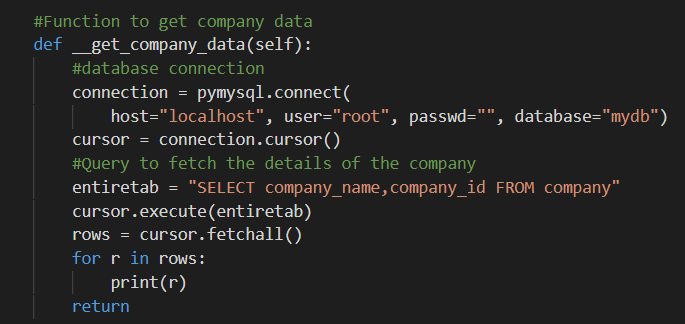 #Function to get company data
def __get_company_data(self):
#database connection
connection = pymysql.connect(
host="localhost", user="root", passwd="", database="mydb")
cursor = connection.cursor()
#Query to fetch the details of the company
entiretab = "SELECT company_name,company_id FROM company"
cursor.execute(entiretab)
rows = cursor.fetchall()
for r in rows:
print(r)
return